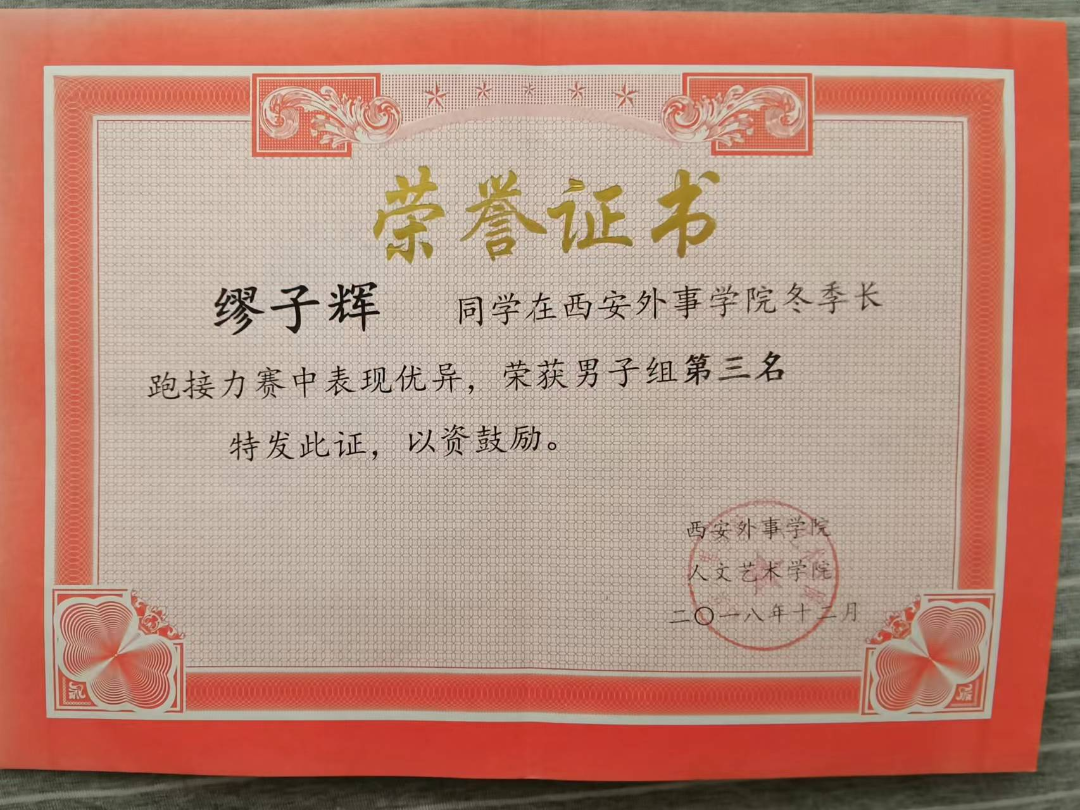 荣誉证书
缪子辉 同学在西安外事学院冬季长
跑接力赛中表现优异，荣获男子组第三名
特发此证，以资鼓励。
西安外事学院
人文艺术学院
二〇一八年十二月